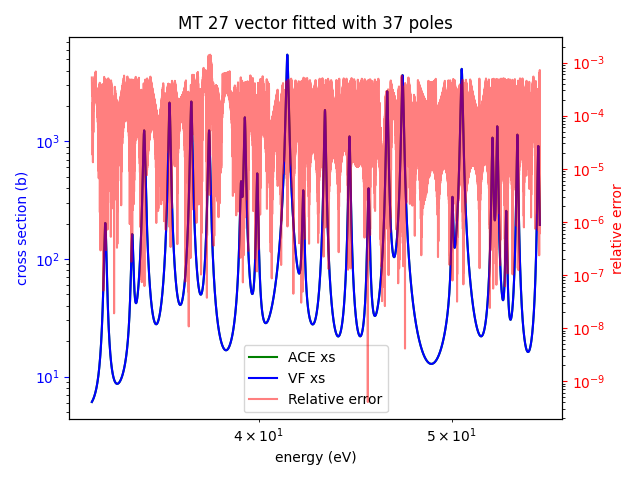 MT 27 vector fitted with 37 poles
cross section (b)
10³
10²
10¹
10⁻³
10⁻⁴
10⁻⁵
10⁻⁶
10⁻⁷
10⁻⁸
10⁻⁹
relative error
ACE xs
VF xs
Relative error
4 × 10¹
5 × 10¹
energy (eV)